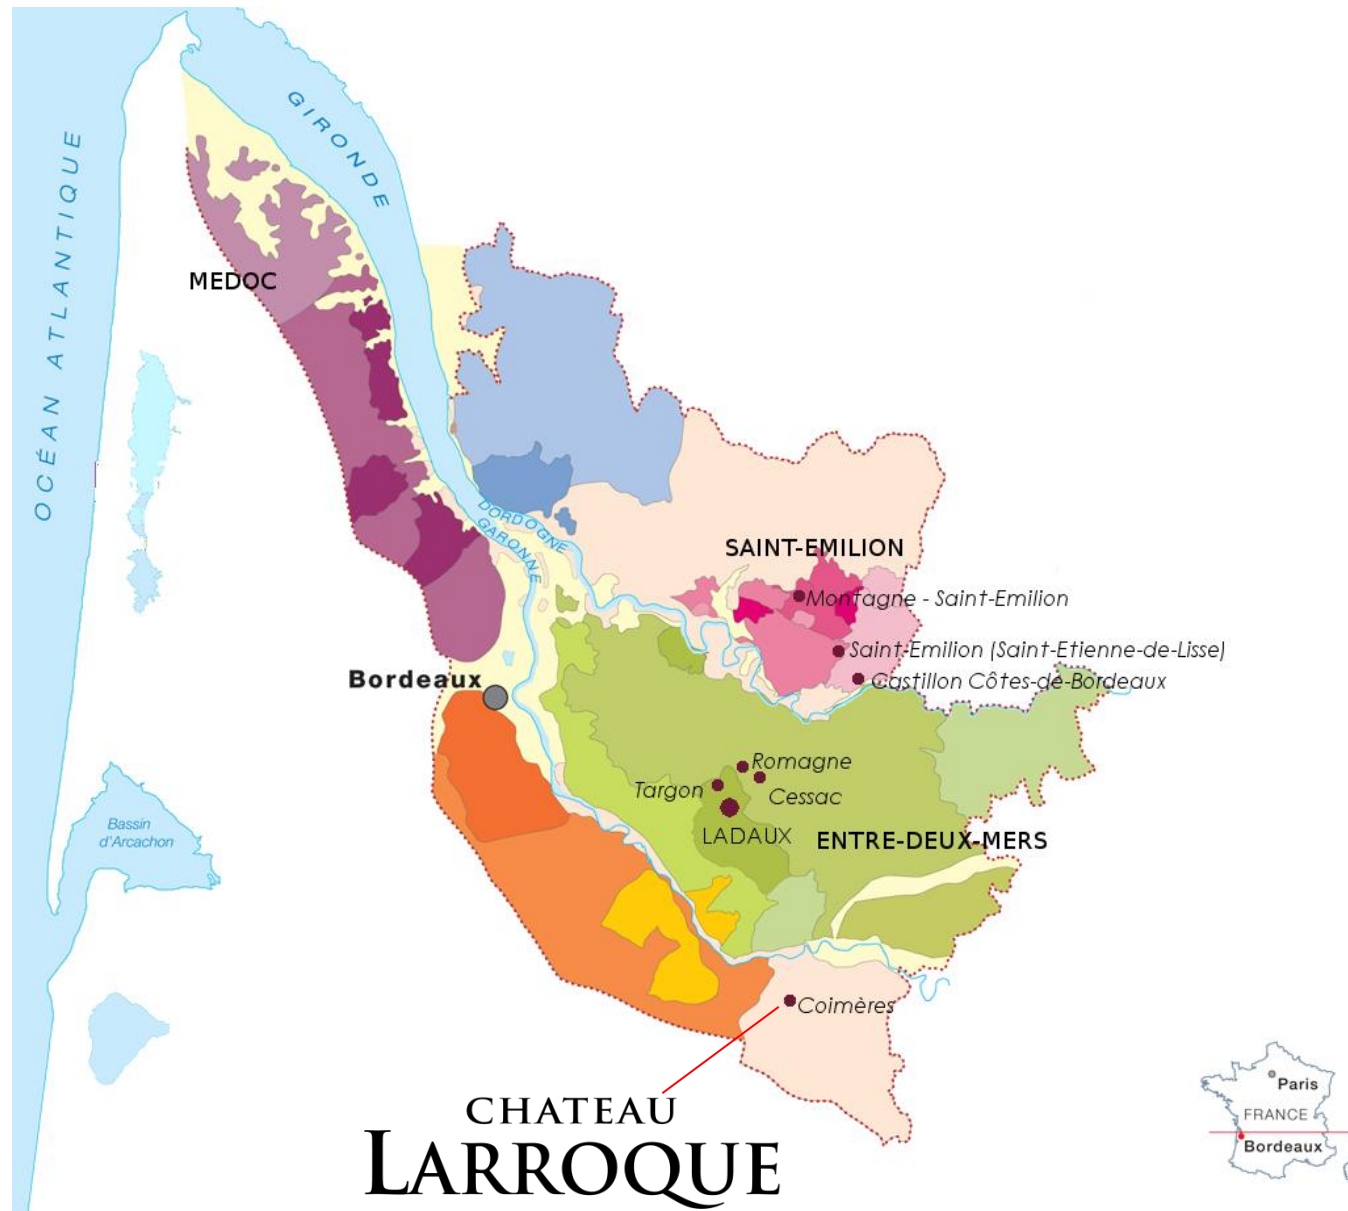 GIRONDE
OCÉAN ATLANTIQUE
MEDOC
DORDOGNE
GARONNE
SAINT-EMILION
Montagne - Saint-Emilion
Saint-Emilion (Saint-Etienne-de-Lisse)
Castillon Côtes-de-Bordeaux
Bordeaux
Romagne
Targon
Cessac
LADAUX
ENTRE-DEUX-MERS
Bassin
d'Arcachon
Coimères
CHATEAU
LARROQUE
Paris
FRANCE
Bordeaux